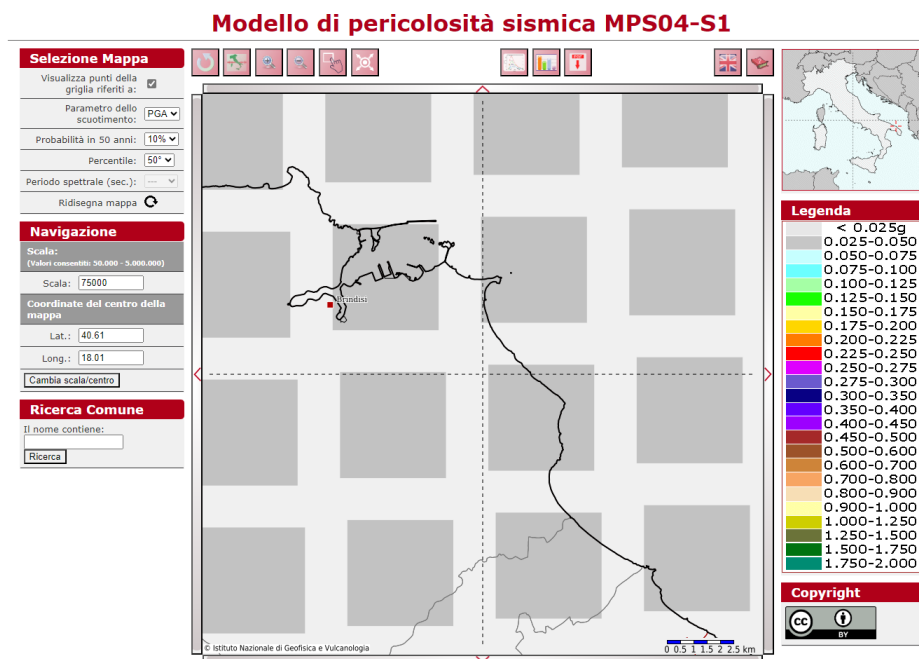 Modello di pericolosità sismica MPS04-S1
Selezione Mappa
Visualizza punti della
griglia riferiti a:
Parametro dello
scuotimento:
PGA
Probabilità in 50 anni:
10%
Percentile:
50°
Periodo spettrale (sec.):
---
Ridisegna mappa
Navigazione
Scala:
(Valori consentiti: 50.000 - 5.000.000)
Scala:
75000
Coordinate del centro della
mappa
Lat.:
40.61
Long.:
18.01
Cambia scala/centro
Ricerca Comune
Il nome contiene:
Ricerca
Brindisi
© Istituto Nazionale di Geofisica e Vulcanologia
0 0.5 1 1.5 2 2.5 km
Legenda
< 0.025g
0.025-0.050
0.050-0.075
0.075-0.100
0.100-0.125
0.125-0.150
0.150-0.175
0.175-0.200
0.200-0.225
0.225-0.250
0.250-0.275
0.275-0.300
0.300-0.350
0.350-0.400
0.400-0.450
0.450-0.500
0.500-0.600
0.600-0.700
0.700-0.800
0.800-0.900
0.900-1.000
1.000-1.250
1.250-1.500
1.500-1.750
1.750-2.000
Copyright
cc
BY